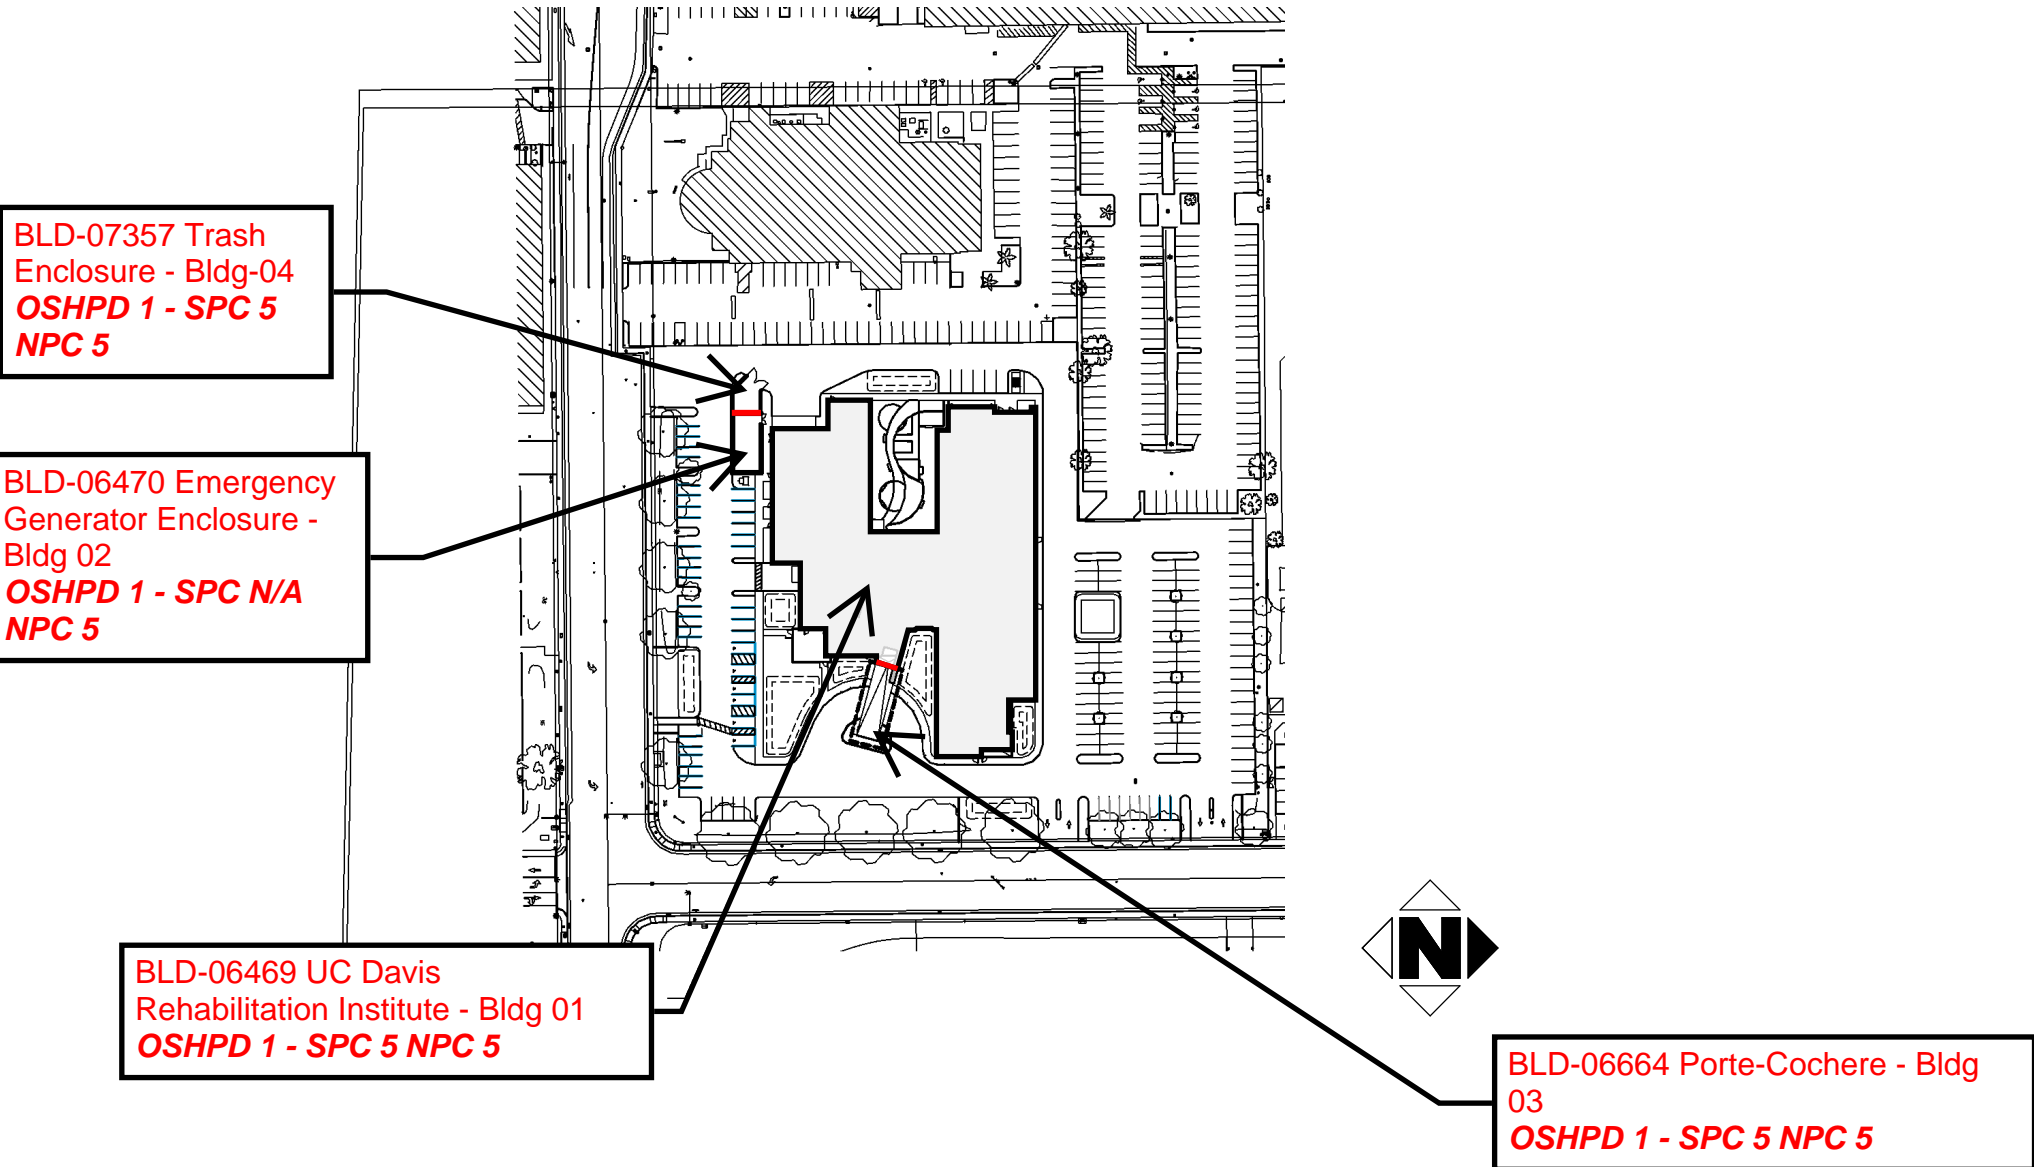 BLD-07357 Trash
Enclosure - Bldg-04
OSHPD 1 - SPC 5
NPC 5
BLD-06470 Emergency
Generator Enclosure -
Bldg 02
OSHPD 1 - SPC N/A
NPC 5
BLD-06469 UC Davis
Rehabilitation Institute - Bldg 01
OSHPD 1 - SPC 5 NPC 5
N
BLD-06664 Porte-Cochere - Bldg
03
OSHPD 1 - SPC 5 NPC 5